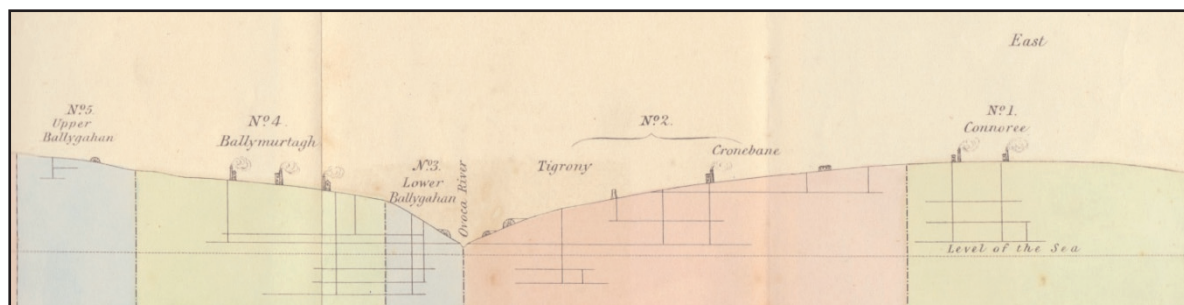 East
Nº5.
Upper
Ballygahan
Nº4.
Ballymurtagh
Nº3.
Lower
Ballygahan
Ovoca River
Nº2.
Tigrony
Cronebane
Nº1.
Connoree
Level of the Sea